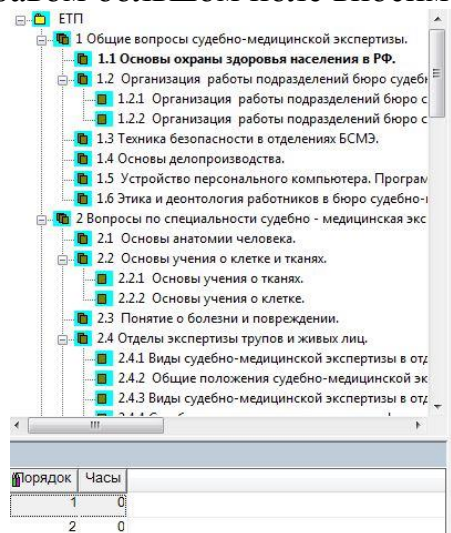 большом поле
ЕТП
1 Общие вопросы судебно-медицинской экспертизы.
1.1 Основы охраны здоровья населения в РФ.
1.2 Организация работы подразделений бюро судеб
1.2.1 Организация работы подразделений бюро с
1.2.2 Организация работы подразделений бюро с
1.3 Техника безопасности в отделениях БСМЭ.
1.4 Основы делопроизводства.
1.5 Устройство персонального компьютера. Програм
1.6 Этика и деонтология работников в бюро судебно-
2 Вопросы по специальности судебно - медицинская экс
2.1 Основы анатомии человека.
2.2 Основы учения о клетке и тканях.
2.2.1 Основы учения о тканях.
2.2.2 Основы учения о клетке.
2.3 Понятие о болезни и повреждении.
2.4 Отделы экспертизы трупов и живых лиц.
2.4.1 Виды судебно-медицинской экспертизы в отд
2.4.2 Общие положения судебно-медицинской эк
2.4.3 Виды судебно-медицинской экспертизы в отд
Порядок Часы
1 0
2 0